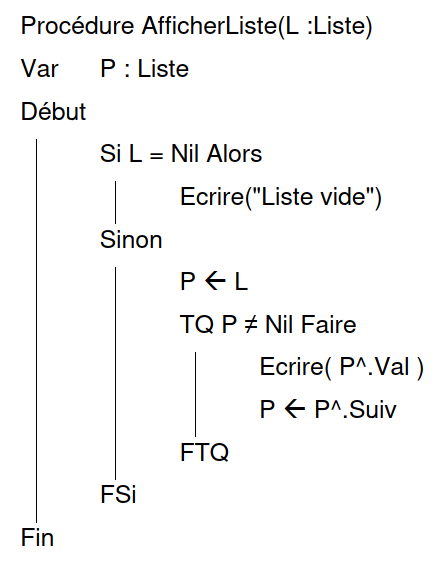 Procédure AfficherListe(L :Liste)
Var P : Liste
Début
Si L = Nil Alors
Ecrire("Liste vide")
Sinon
P ← L
TQ P ≠ Nil Faire
Ecrire( P^.Val )
P ← P^.Suiv
FTQ
FSi
Fin